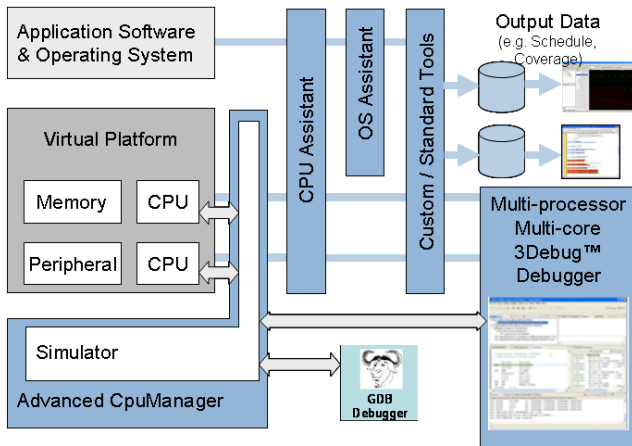 Application Software
& Operating System
Virtual Platform
Memory
CPU
Peripheral
CPU
Simulator
Advanced CpuManager
CPU Assistant
OS Assistant
Custom / Standard Tools
Output Data
(e.g. Schedule,
Coverage)
Multi-processor
Multi-core
3Debug™
Debugger
GDB
Debugger